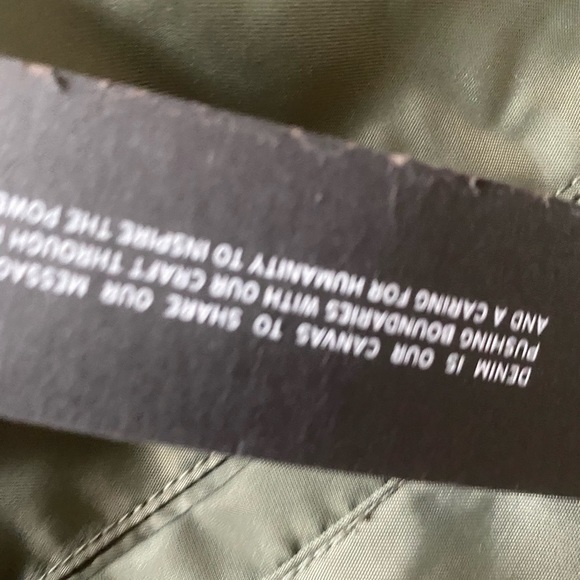 DENIM IS OUR CANVAS TO SHARE OUR
PUSHING BOUNDARIES WITH OUR CRAFT THROUGH
AND A CARING FOR HUMANITY TO INSPIRE THE